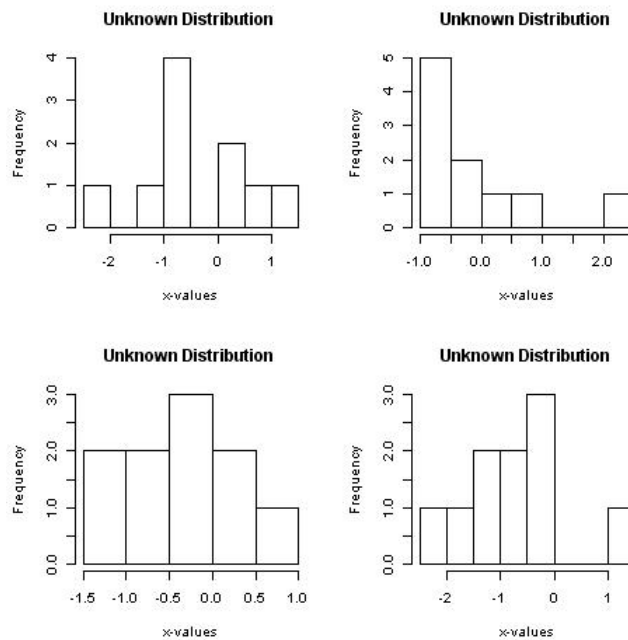 Unknown Distribution
Frequency
4
3
2
1
0
-2 -1 0 1
x-values
Unknown Distribution
Frequency
5
4
3
2
1
0
-1.0 0.0 1.0 2.0
x-values
Unknown Distribution
Frequency
3.0
2.0
1.0
0.0
-1.5 -1.0 -0.5 0.0 0.5 1.0
x-values
Unknown Distribution
Frequency
3.0
2.0
1.0
0.0
-2 -1 0 1
x-values